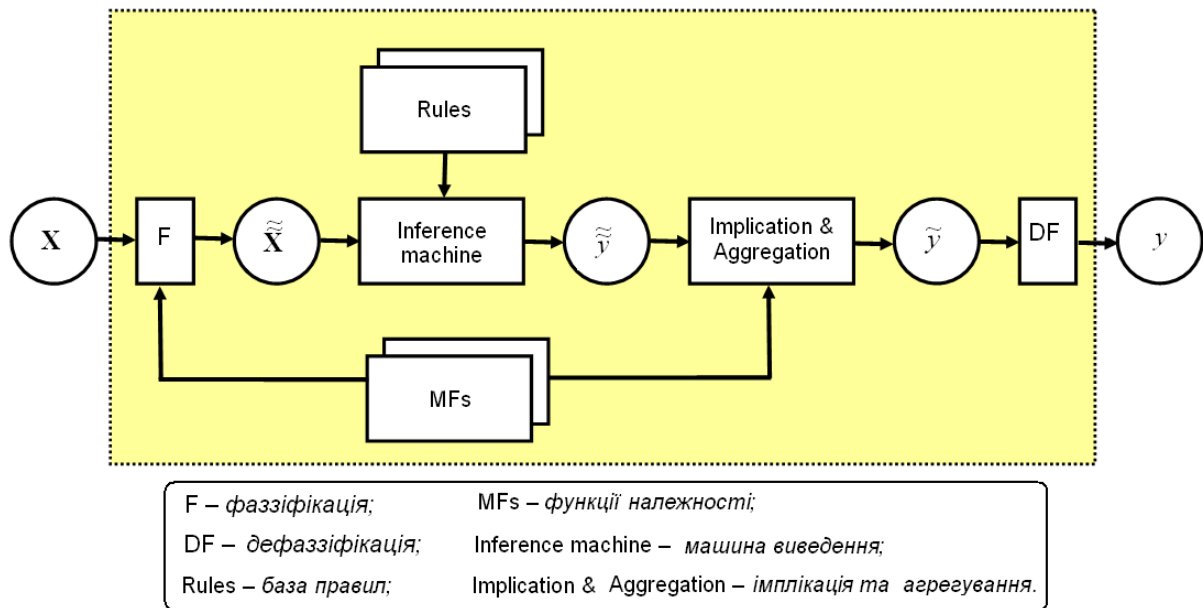 Rules
X
F
X̃̃
Inference
machine
ỹ̃
Implication &
Aggregation
ỹ
DF
y
MFs
F – фаззіфікація; MFs – функції належності;
DF – дефаззіфікація; Inference machine – машина виведення;
Rules – база правил; Implication & Aggregation – імплікація та агрегування.